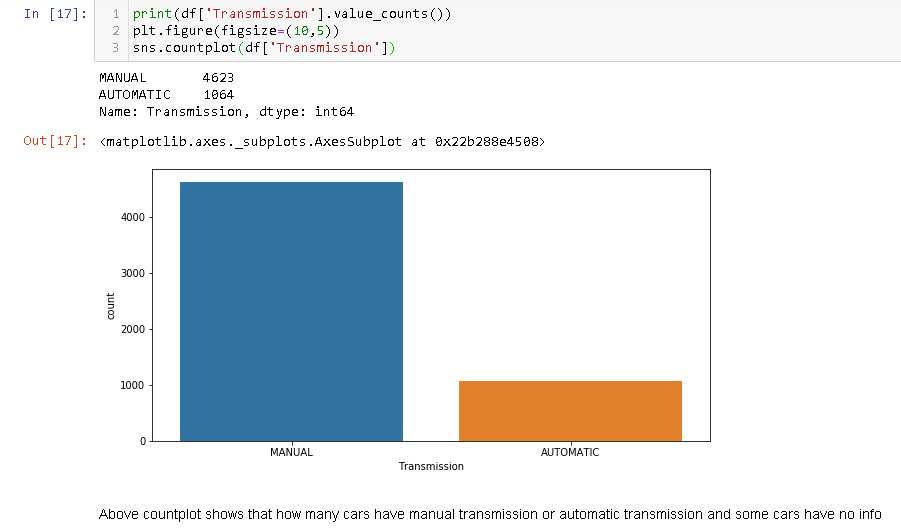 In [17]:
1 print(df['Transmission'].value_counts())
2 plt.figure(figsize=(10,5))
3 sns.countplot(df['Transmission'])
MANUAL 4623
AUTOMATIC 1064
Name: Transmission, dtype: int64
Out[17]: <matplotlib.axes._subplots.AxesSubplot at 0x22b288e4508>
4000
3000
count
2000
1000
0
MANUAL AUTOMATIC
Transmission
Above countplot shows that how many cars have manual transmission or automatic transmission and some cars have no info